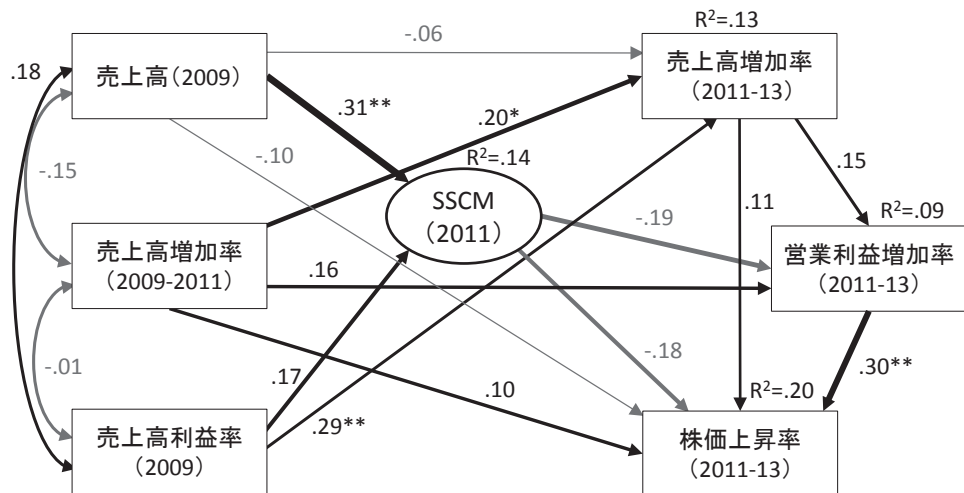 R²=.13
-.06
.18
売上高(2009)
売上高増加率
(2011-13)
.31**
.20*
-.10
R²=.14
.15
-.15
SSCM
(2011)
.11
R²=.09
-.19
売上高増加率
(2009-2011)
営業利益増加率
(2011-13)
.16
-.01
-.18
.30**
.17
.10
R²=.20
.29**
売上高利益率
(2009)
株価上昇率
(2011-13)